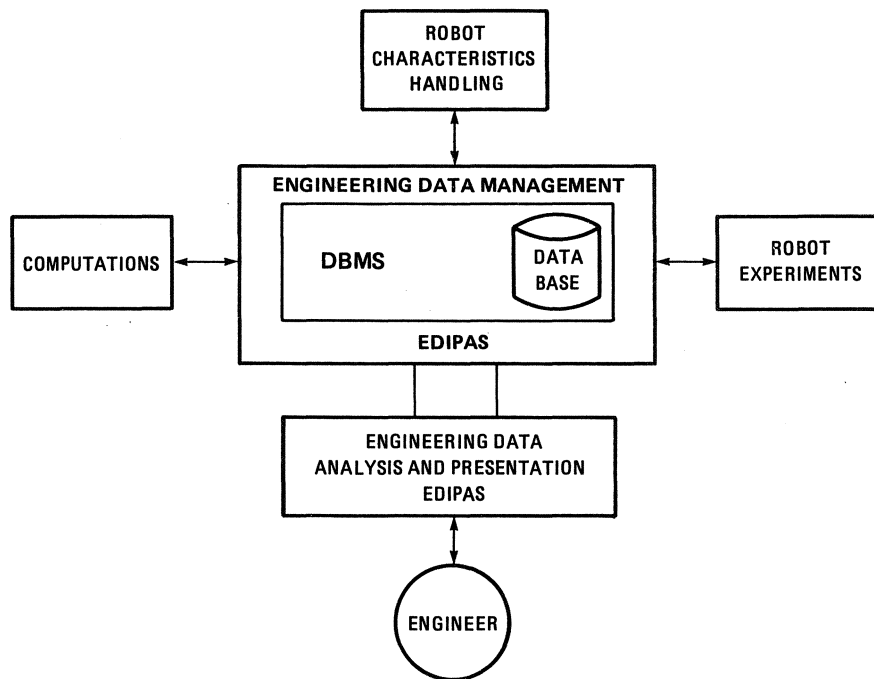 ROBOT
CHARACTERISTICS
HANDLING
ENGINEERING DATA MANAGEMENT
COMPUTATIONS
DBMS
DATA
BASE
ROBOT
EXPERIMENTS
EDIPAS
ENGINEERING DATA
ANALYSIS AND PRESENTATION
EDIPAS
ENGINEER